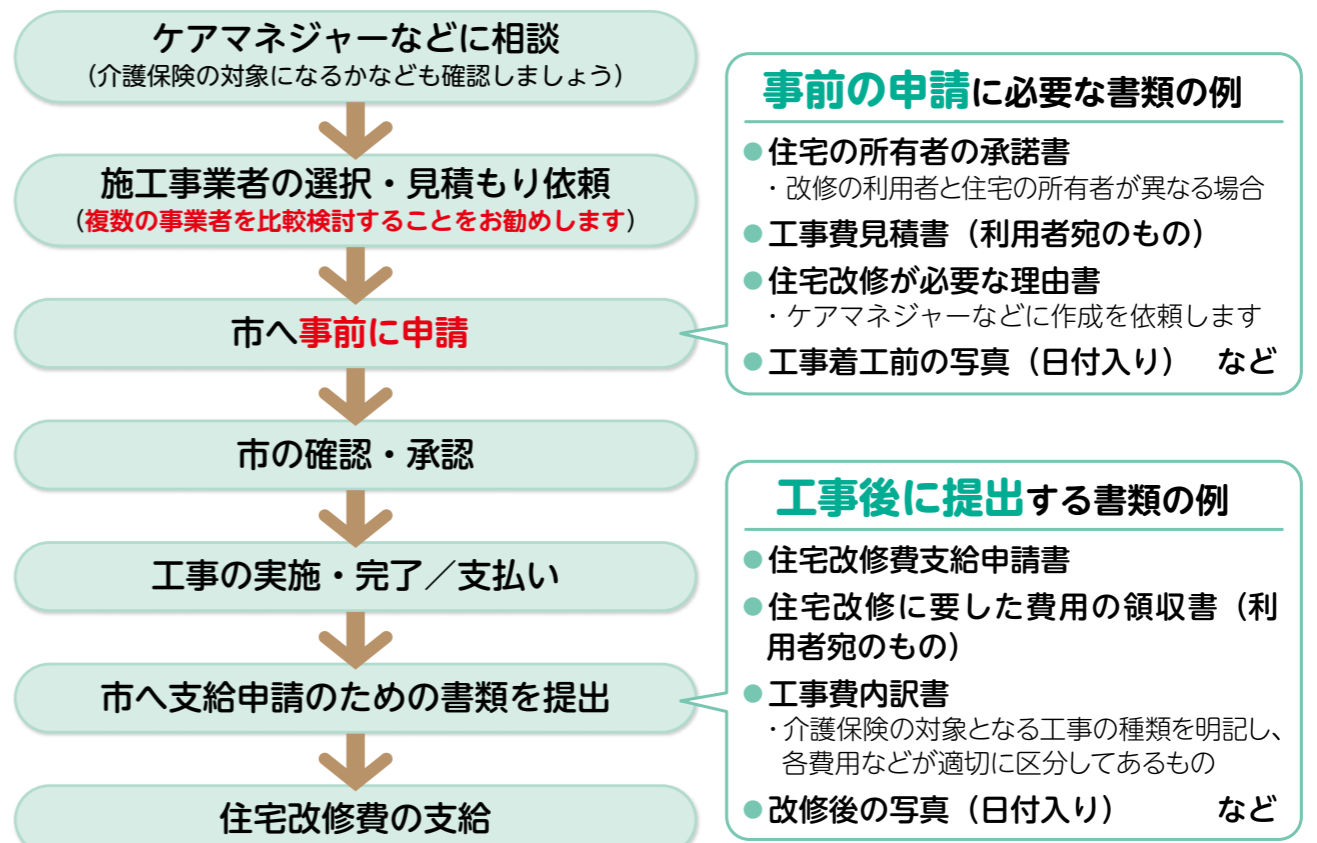 ケアマネジャーなどに相談
（介護保険の対象になるかなども確認しましょう）
施工事業者の選択・見積もり依頼
（複数の事業者を比較検討することをお勧めします）
市へ事前に申請
市の確認・承認
工事の実施・完了／支払い
市へ支給申請のための書類を提出
住宅改修費の支給
事前の申請に必要な書類の例
●住宅の所有者の承諾書
・改修の利用者と住宅の所有者が異なる場合
●工事費見積書（利用者宛のもの）
●住宅改修が必要な理由書
・ケアマネジャーなどに作成を依頼します
●工事着工前の写真（日付入り）　など
工事後に提出する書類の例
●住宅改修費支給申請書
●住宅改修に要した費用の領収書（利
用者宛のもの）
●工事費内訳書
・介護保険の対象となる工事の種類を明記し、
各費用などが適切に区分してあるもの
●改修後の写真（日付入り）　など